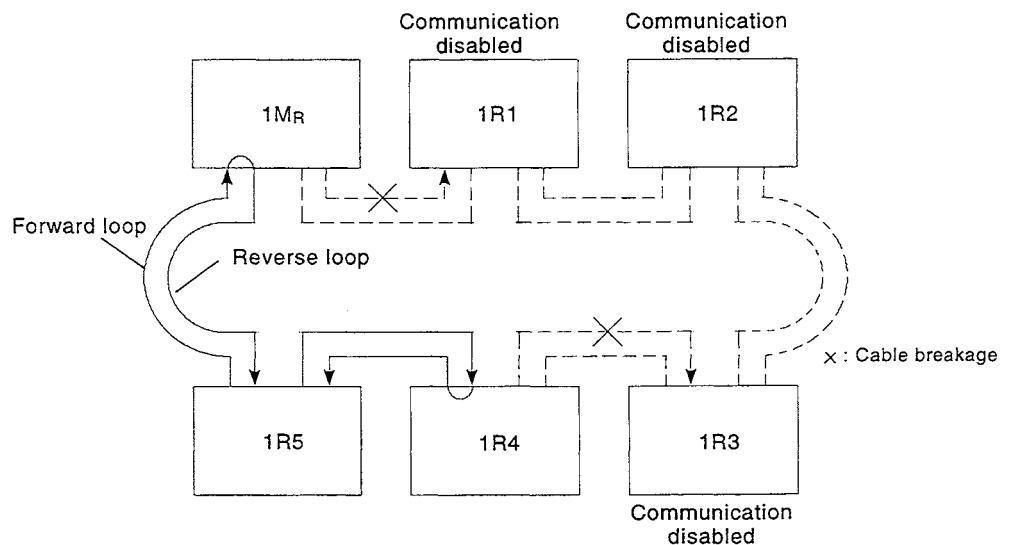 Communication
disabled
Communication
disabled
1MR
1R1
1R2
Forward loop
Reverse loop
× : Cable breakage
1R5
1R4
1R3
Communication
disabled